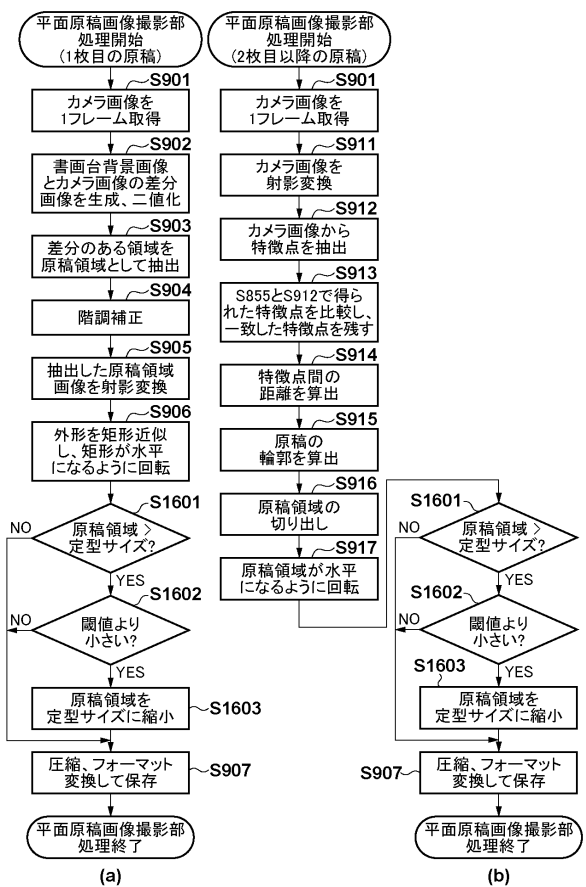 平面原稿画像撮影部
処理開始
(1枚目の原稿)
S901
カメラ画像を
1フレーム取得
S902
書画台背景画像
とカメラ画像の差分
画像を生成、二値化
S903
差分のある領域を
原稿領域として抽出
S904
階調補正
S905
抽出した原稿領域
画像を射影変換
S906
外形を矩形近似
し、矩形が水平
になるように回転
S1601
原稿領域>
定型サイズ?
NO
YES
S1602
閾値より
小さい?
NO
YES
原稿領域を
定型サイズに縮小
S1603
圧縮、フォーマット
変換して保存
S907
平面原稿画像撮影部
処理終了
(a)
平面原稿画像撮影部
処理開始
(2枚目以降の原稿)
S901
カメラ画像を
1フレーム取得
S911
カメラ画像を
射影変換
S912
カメラ画像から
特徴点を抽出
S913
S855とS912で得ら
れた特徴点を比較し、
一致した特徴点を残す
S914
特徴点間の
距離を算出
S915
原稿の
輪郭を算出
S916
原稿領域の
切り出し
S917
原稿領域が水平
になるように回転
S1601
原稿領域>
定型サイズ?
NO
YES
S1602
閾値より
小さい?
NO
YES
S1603
原稿領域を
定型サイズに縮小
圧縮、フォーマット
変換して保存
S907
平面原稿画像撮影部
処理終了
(b)